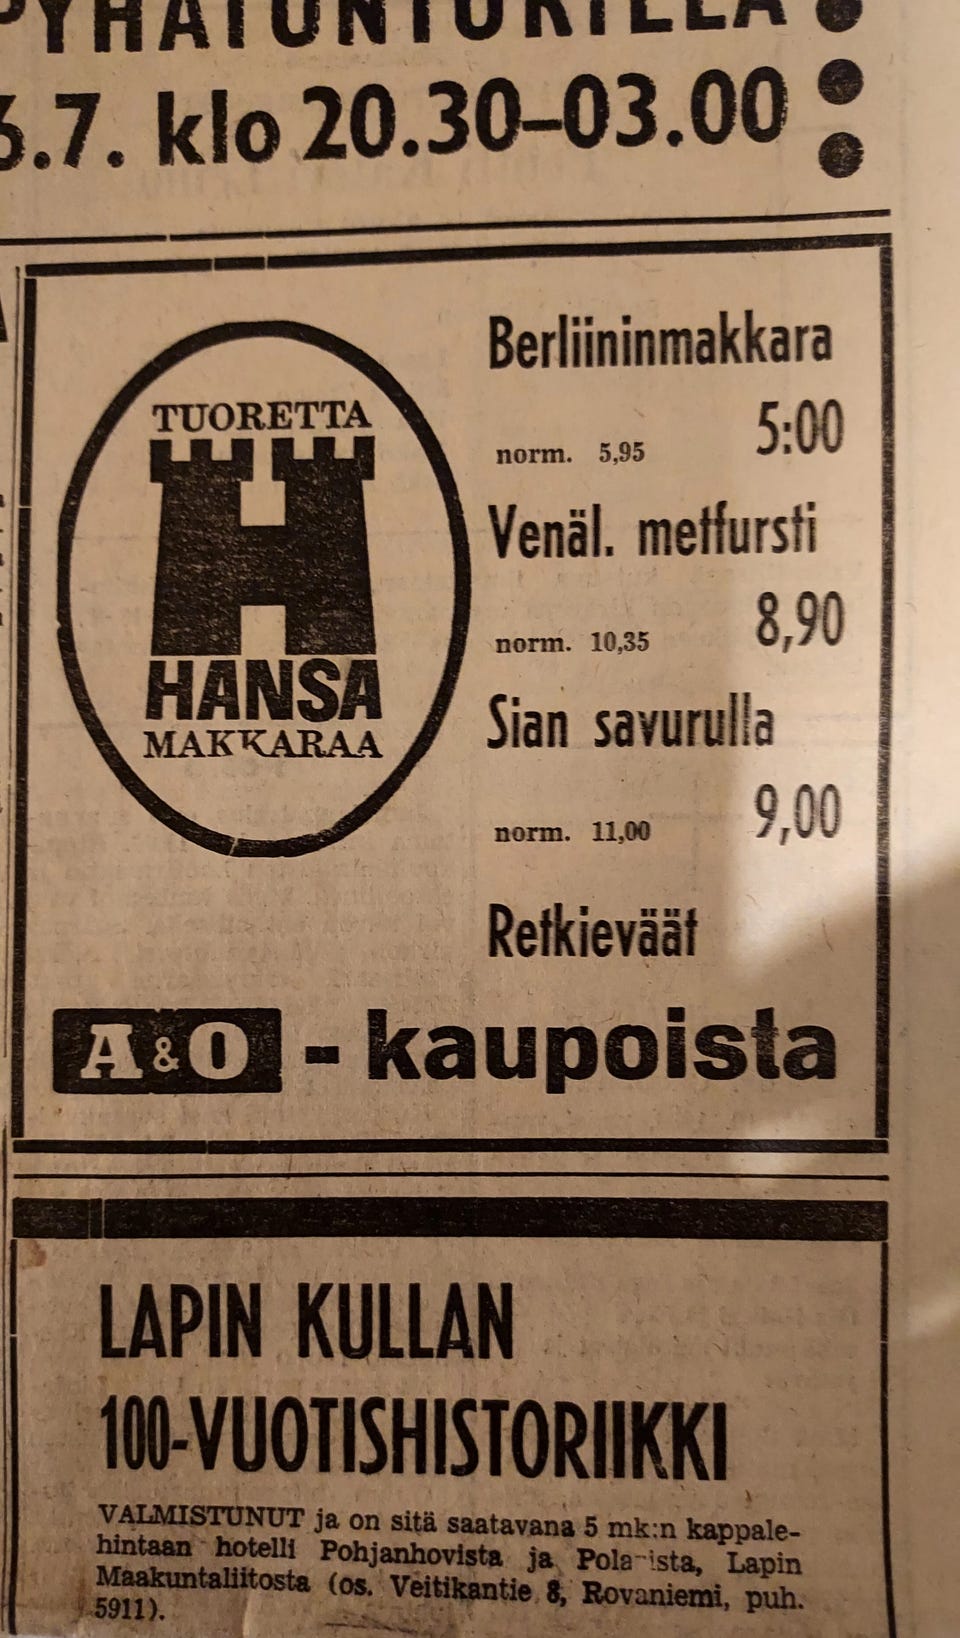 PYHÄTUNTURILLA
6.7. klo 20.30–03.00
TUORETTA
H
HANSA
MAKKARAA
Berliininmakkara
norm. 5,95 5:00
Venäl. metfursti
norm. 10,35 8,90
Sian savurulla
norm. 11,00 9,00
Retkieväät
A&O - kaupoista
LAPIN KULLAN
100-VUOTISHISTORIIKKI
VALMISTUNUT ja on sitä saatavana 5 mk:n kappale-
hintaan hotelli Pohjanhovista ja Lapin
Maakuntaliitosta (os. Veitikantie 8, Rovaniemi, puh.
5911).